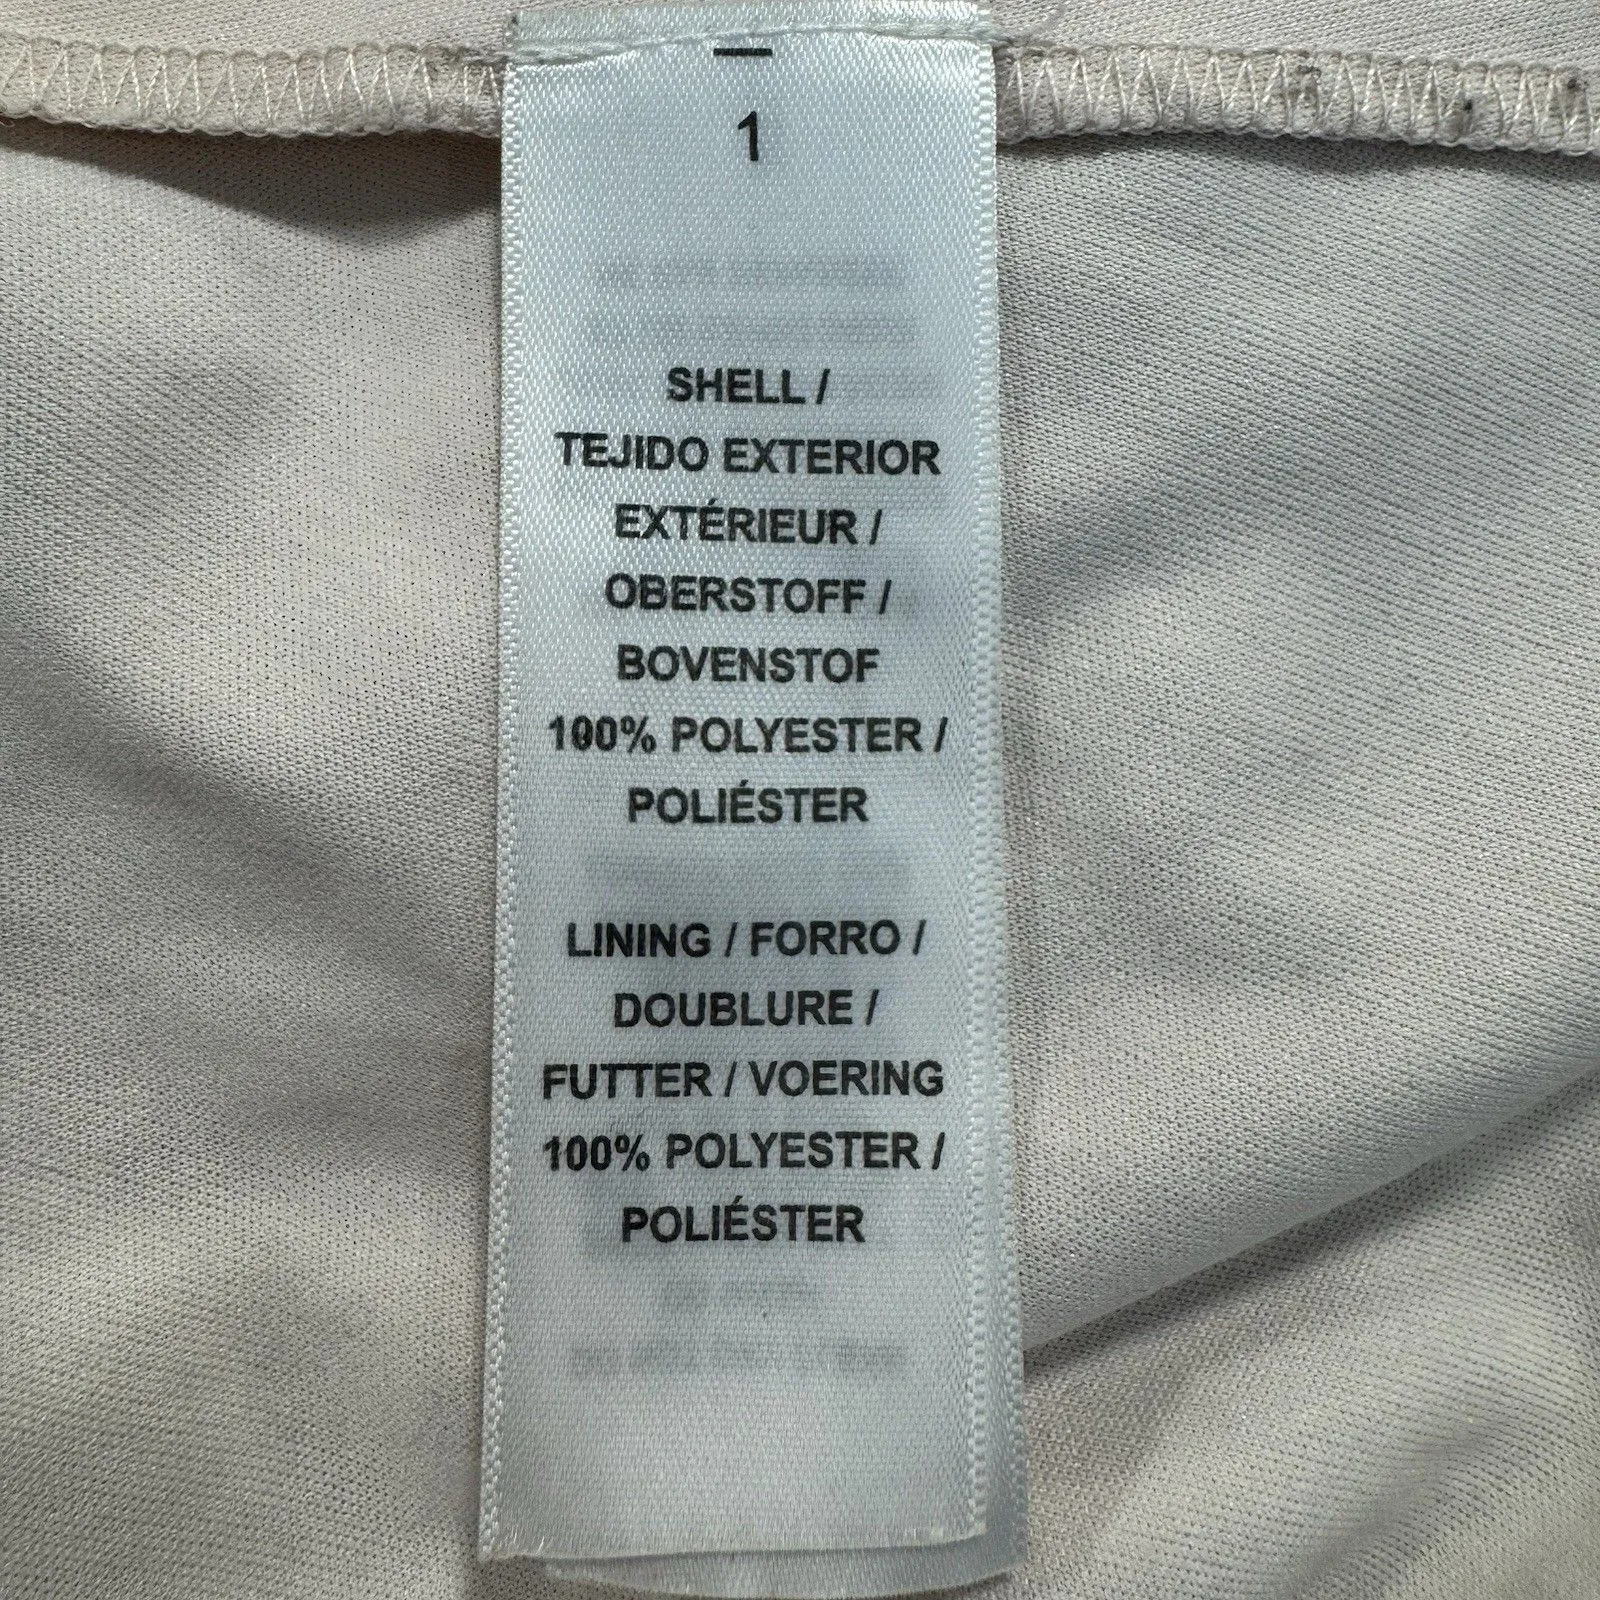 1
SHELL /
TEJIDO EXTERIOR
EXTÉRIEUR /
OBERSTOFF /
BOVENSTOF
100% POLYESTER /
POLIÉSTER
LINING / FORRO /
DOUBLURE /
FUTTER / VOERING
100% POLYESTER /
POLIÉSTER